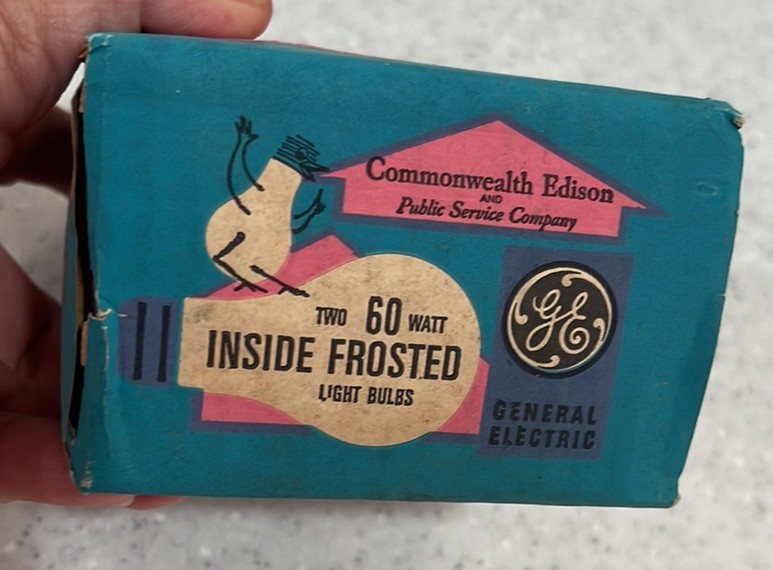 Commonwealth Edison
AND
Public Service Company
TWO 60 WATT
INSIDE FROSTED
LIGHT BULBS
GE
GENERAL
ELECTRIC